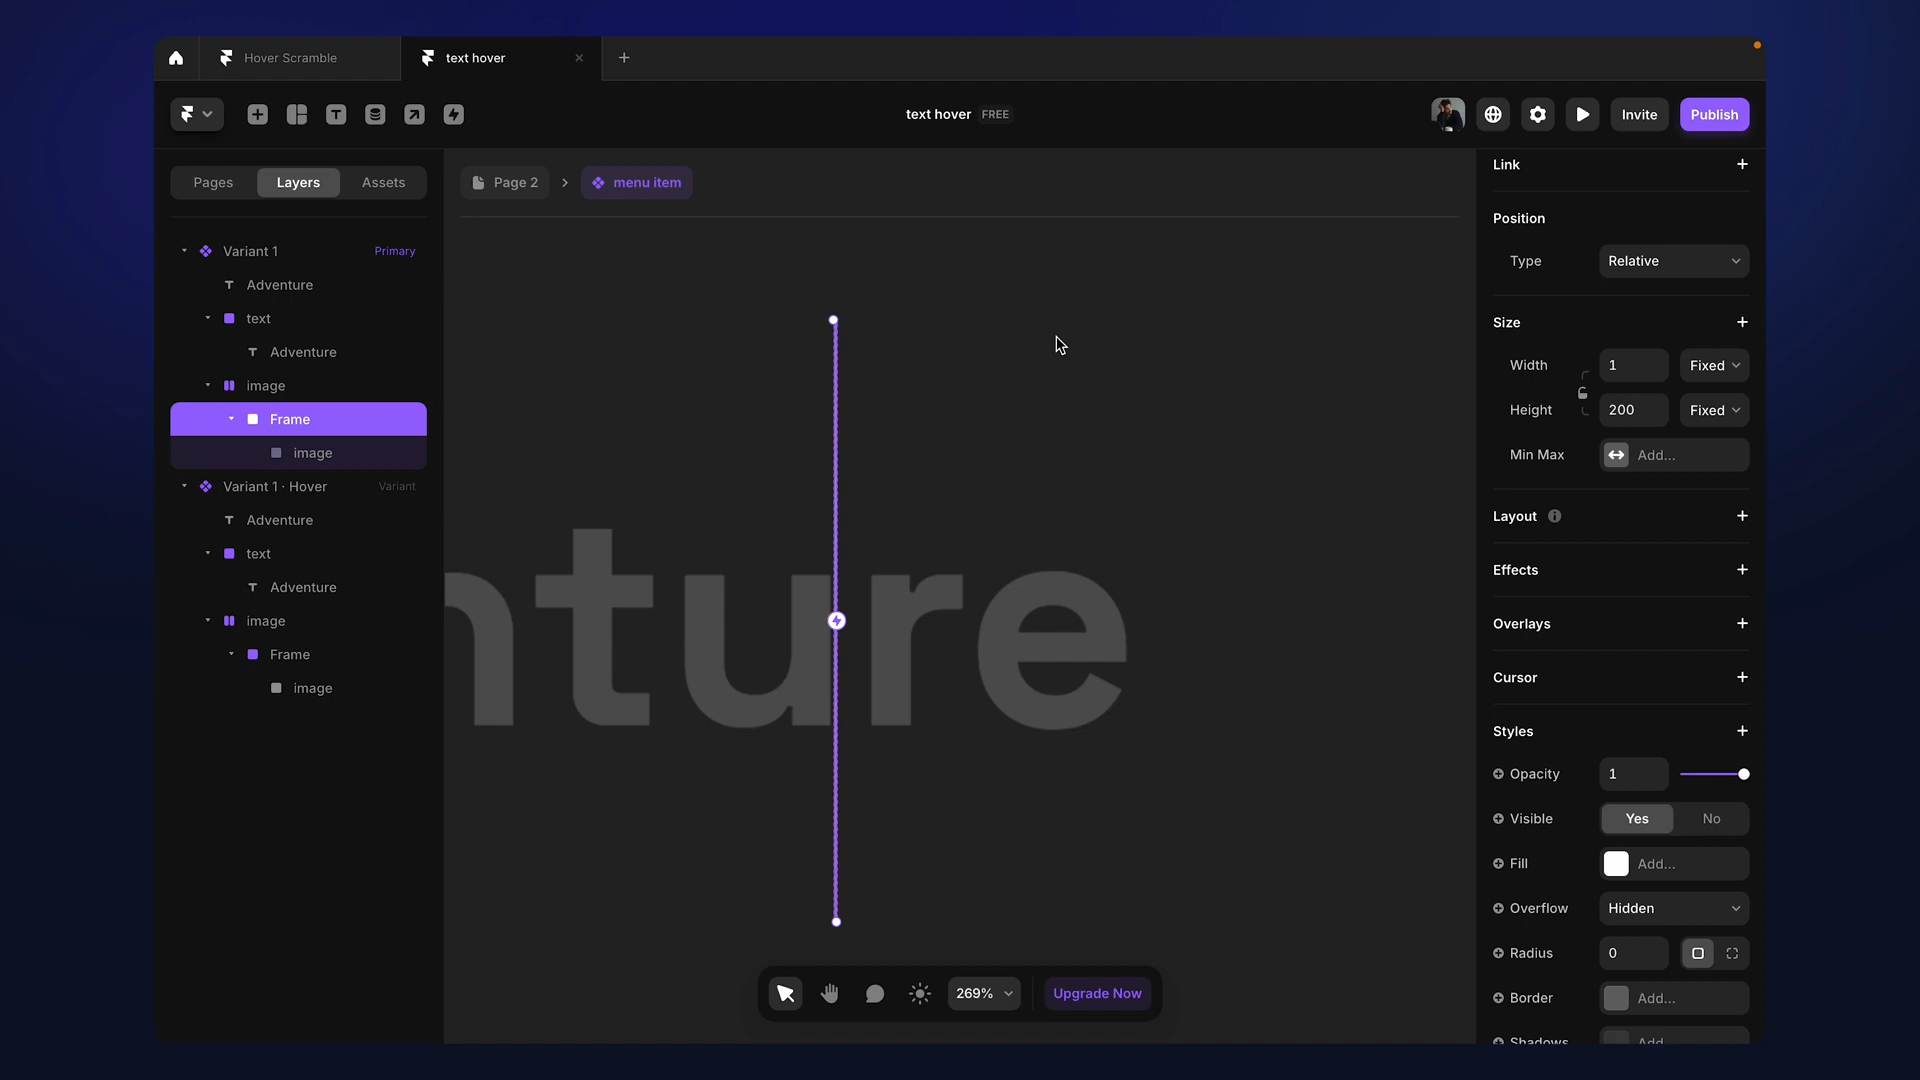 Hover Scramble
text hover
text hover FREE
Invite
Publish
Pages
Layers
Assets
Page 2
menu item
Variant 1
Primary
Adventure
text
Adventure
image
Frame
image
Variant 1 · Hover
Variant
Adventure
text
Adventure
image
Frame
image
nture
269%
Upgrade Now
Link
Position
Type
Relative
Size
Width
1
Fixed
Height
200
Fixed
Min Max
Add...
Layout
Effects
Overlays
Cursor
Styles
Opacity
1
Visible
Yes
No
Fill
Add...
Overflow
Hidden
Radius
0
Border
Add...
Shadows
Add...